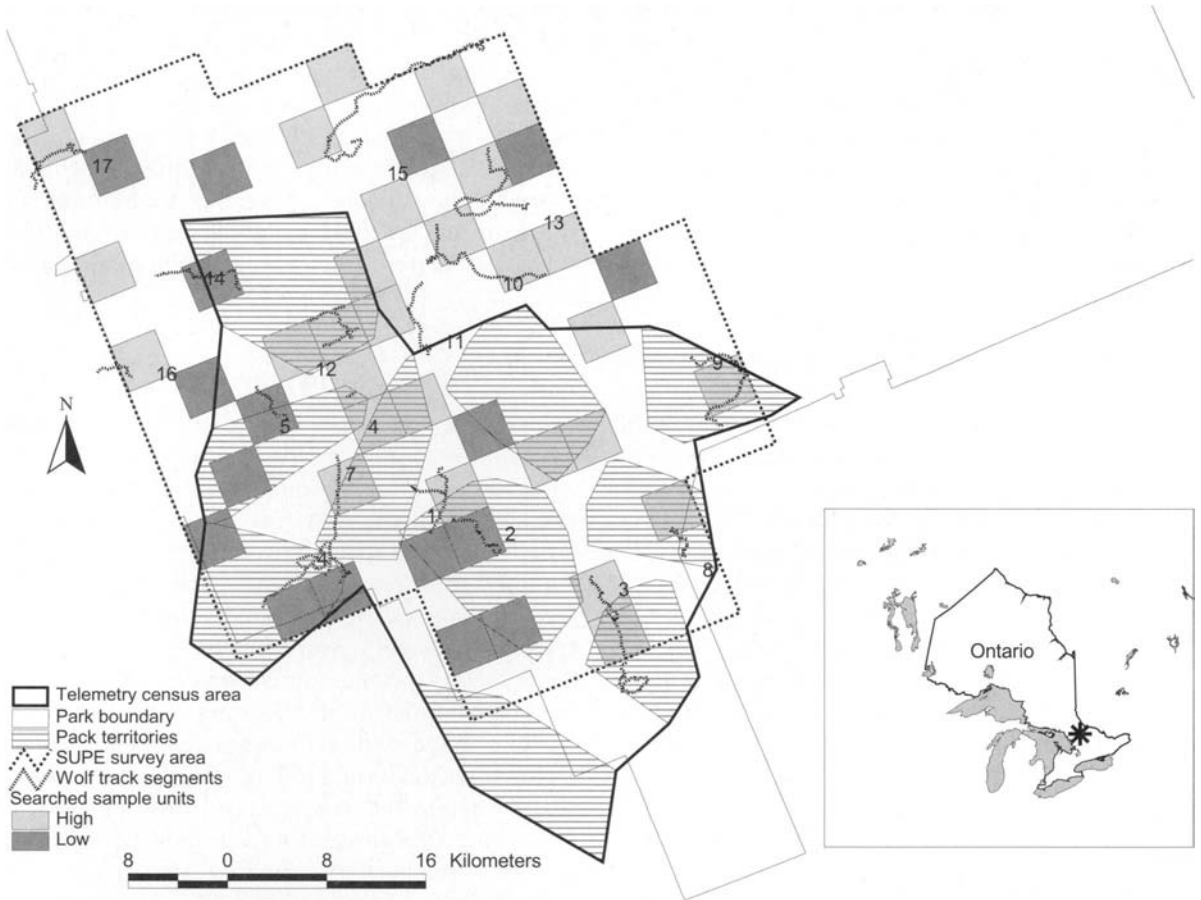 17
15
13
14
10
11
9
12
16
5
4
7
1
2
4
8
3
N
Ontario
Telemetry census area
Park boundary
Pack territories
SUPE survey area
Wolf track segments
Searched sample units
High
Low
8 0 8 16 Kilometers